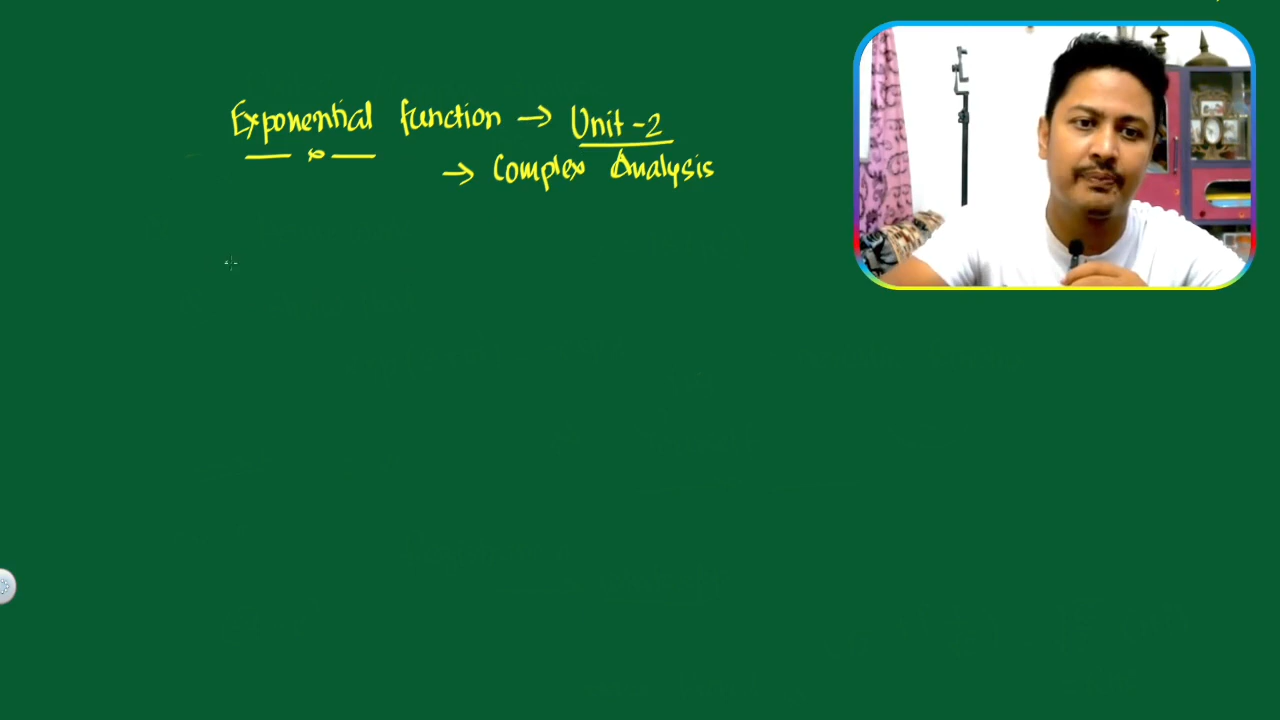 Exponential function → Unit-2
→ Complex Analysis